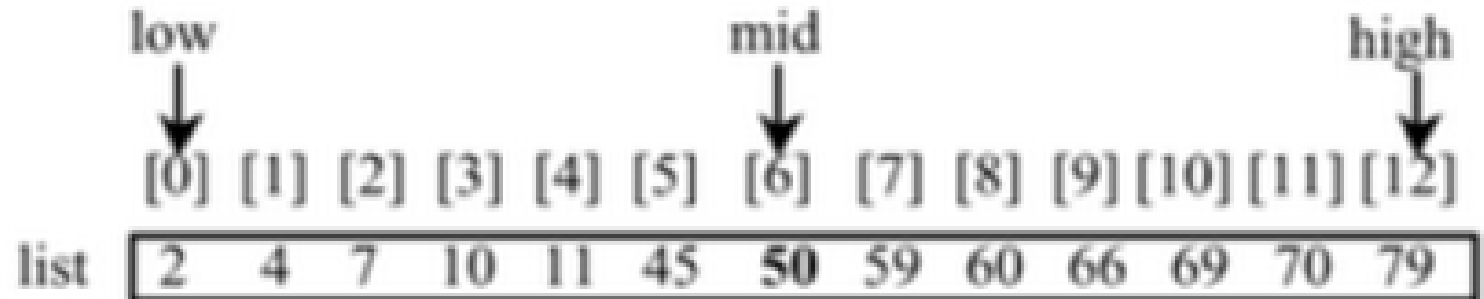 low mid high
[0] [1] [2] [3] [4] [5] [6] [7] [8] [9] [10] [11] [12]
list 2 4 7 10 11 45 50 59 60 66 69 70 79